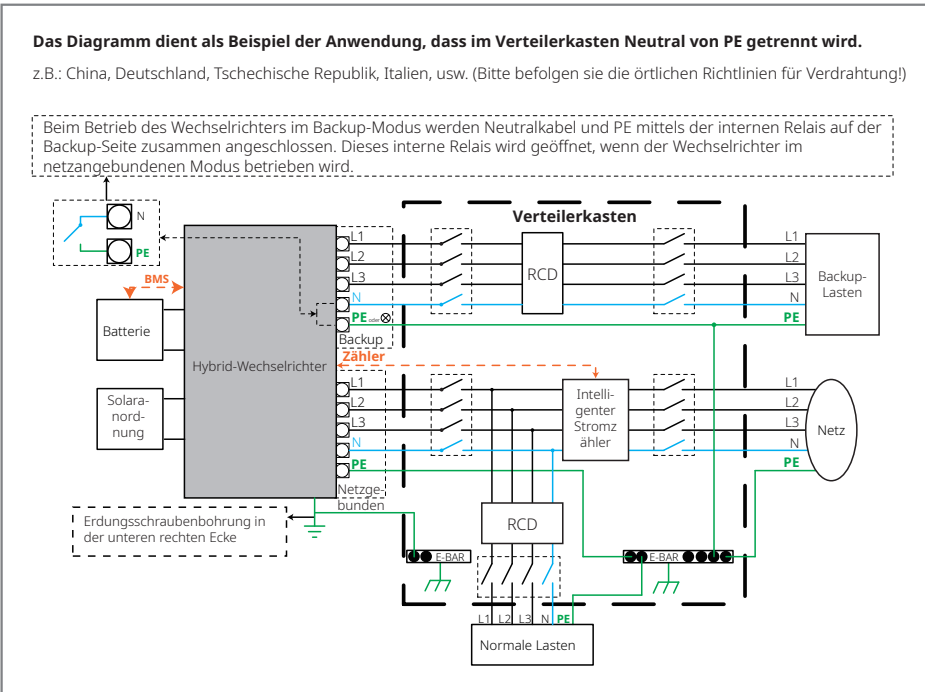 Das Diagramm dient als Beispiel der Anwendung, dass im Verteilerkasten Neutral von PE getrennt wird.
z.B.: China, Deutschland, Tschechische Republik, Italien, usw. (Bitte befolgen sie die örtlichen Richtlinien für Verdrahtung!)
Beim Betrieb des Wechselrichters im Backup-Modus werden Neutralkabel und PE mittels der internen Relais auf der
Backup-Seite zusammen angeschlossen. Dieses interne Relais wird geöffnet, wenn der Wechselrichter im
netzangebundenen Modus betrieben wird.
N
PE
BMS
Batterie
Solara-
nord-
nung
Hybrid-Wechselrichter
Verteilerkasten
L1
L2
L3
N
PE oder
Backup
RCD
L1
L2
L3
N
PE
Backup-
Lasten
Zähler
L1
L2
L3
N
PE
Netzge-
bunden
Intelli-
genter
Stromz
ähler
L1
L2
L3
N
PE
Netz
Erdungsschraubenbohrung in
der unteren rechten Ecke
RCD
E-BAR
E-BAR
L1 L2 L3 N PE
Normale Lasten